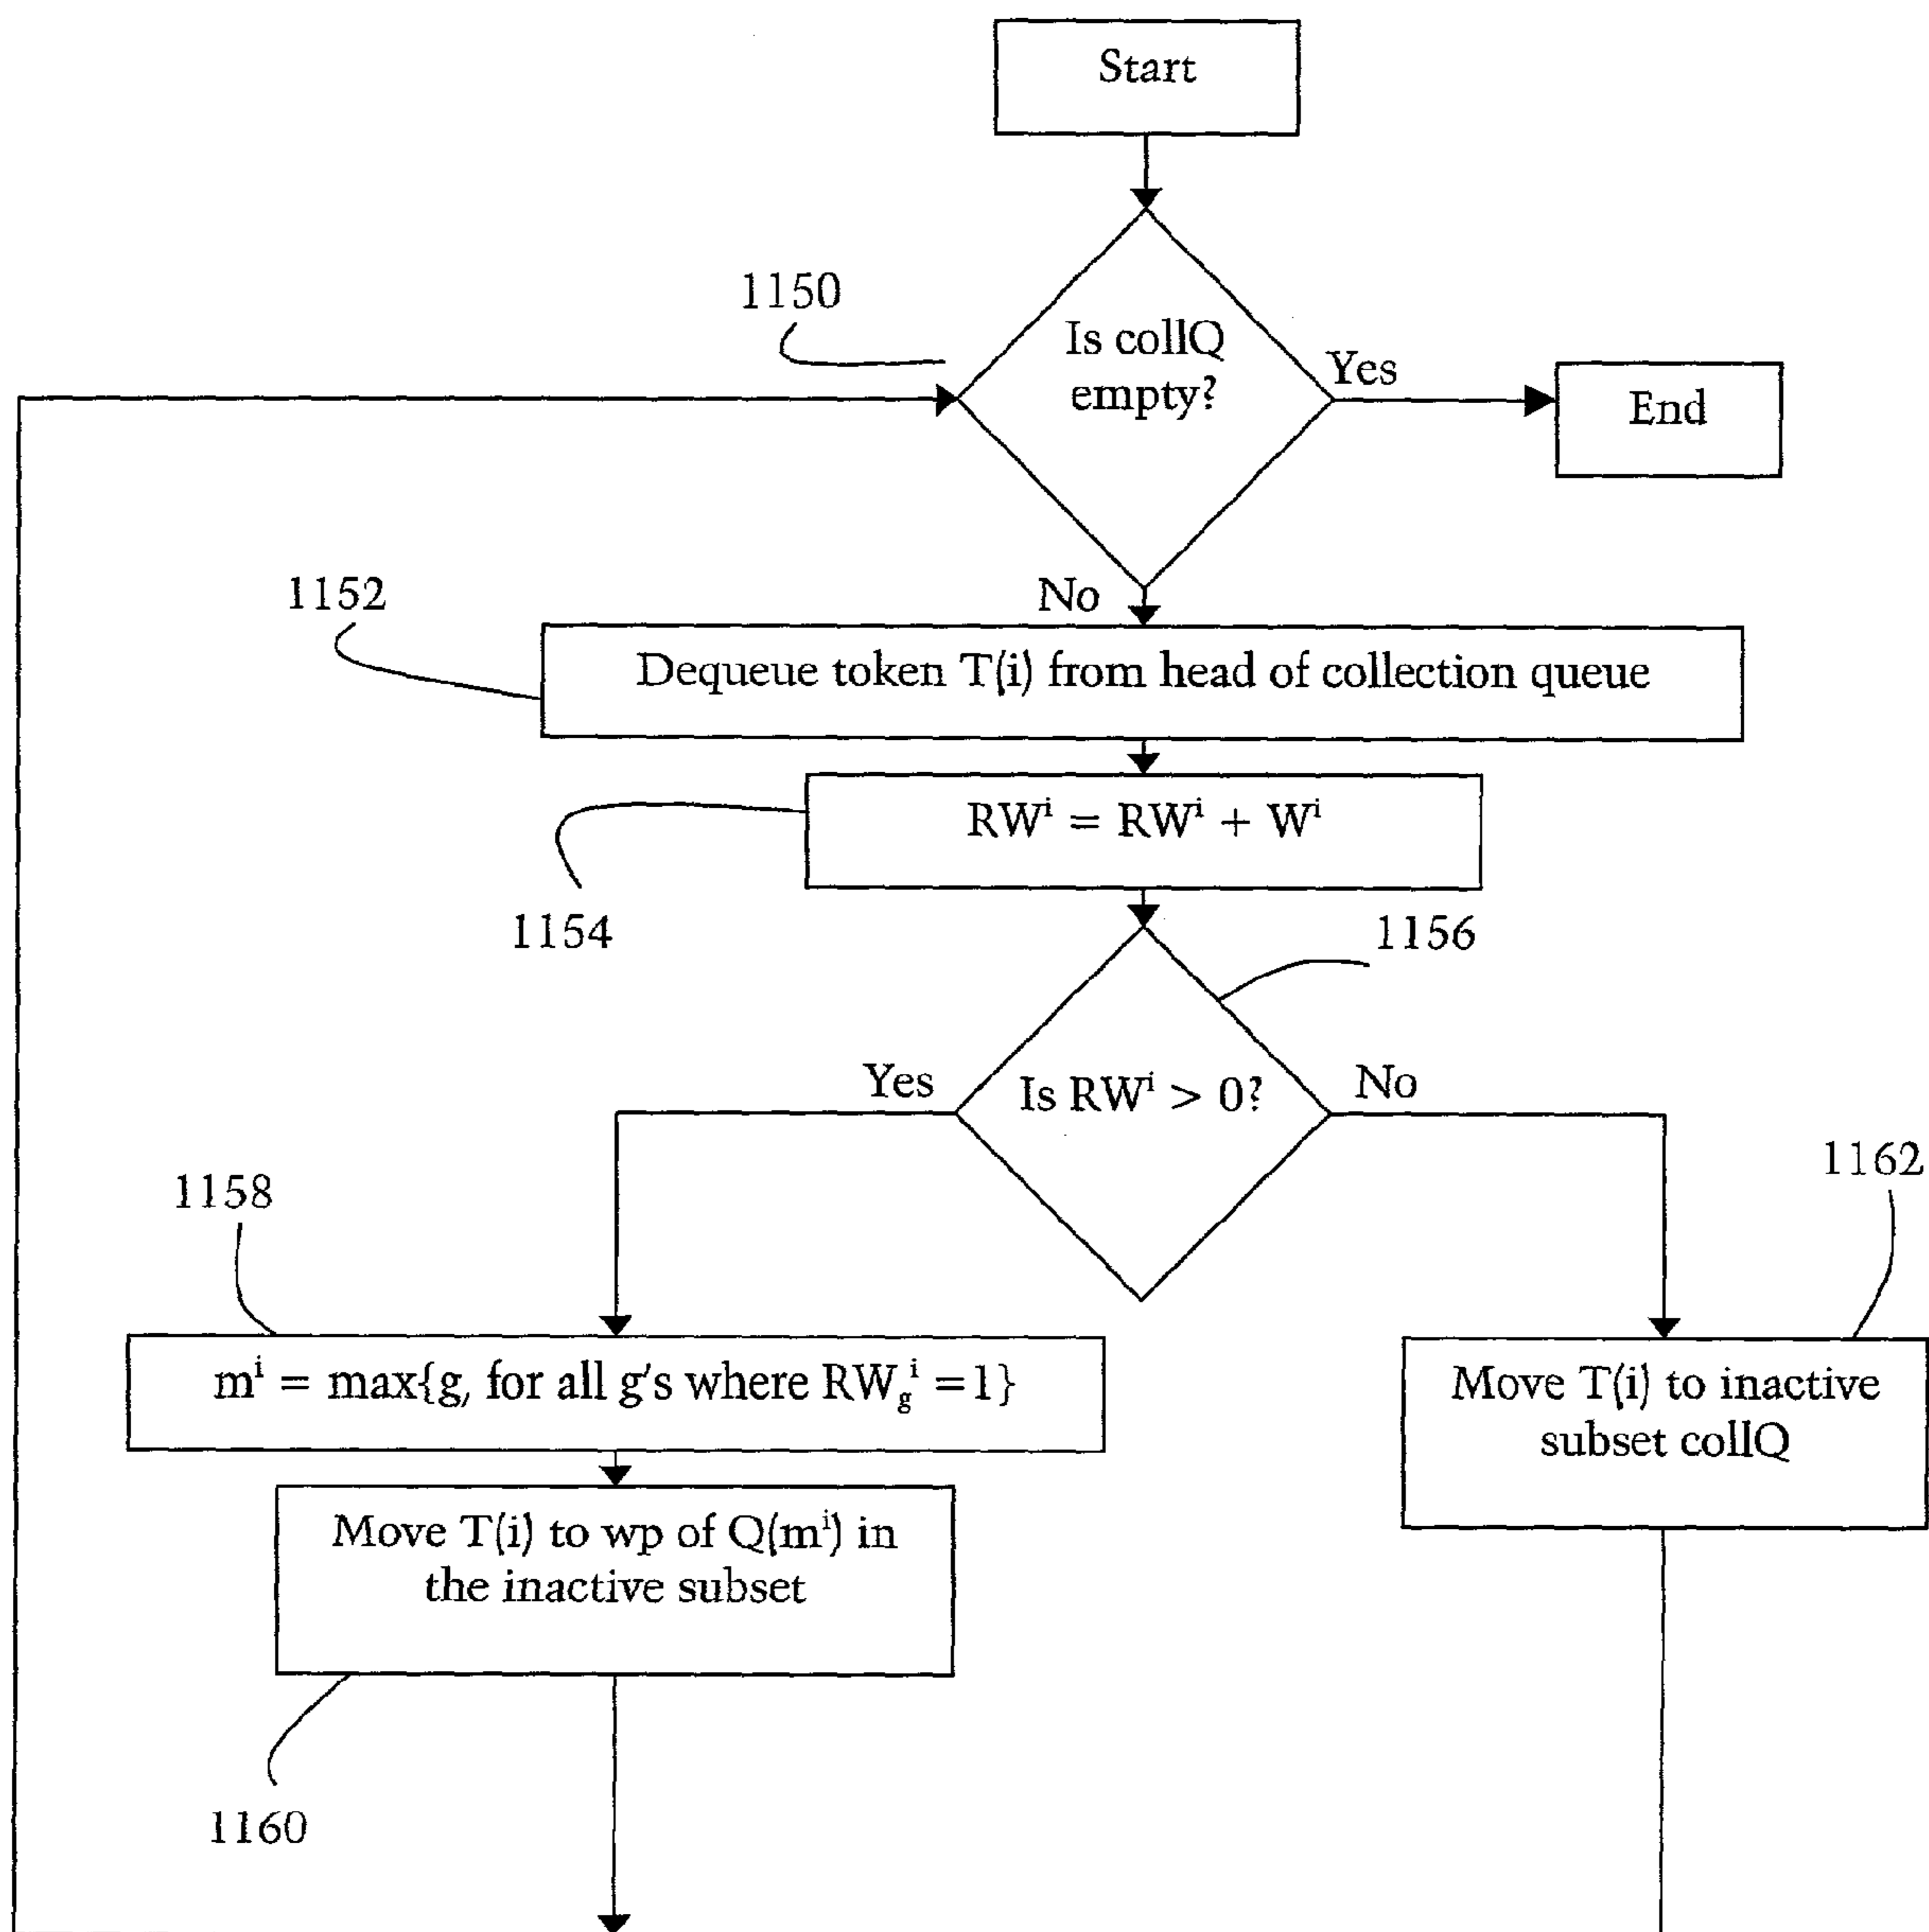 Start
1150
Is collQ
empty?
Yes
End
No
1152
Dequeue token T(i) from head of collection queue
RWⁱ = RWⁱ + Wⁱ
1154
1156
Yes
Is RWⁱ > 0?
No
1158
1162
mⁱ = max{g, for all g's where RW_gⁱ =1}
Move T(i) to inactive
subset collQ
Move T(i) to wp of Q(mⁱ) in
the inactive subset
1160